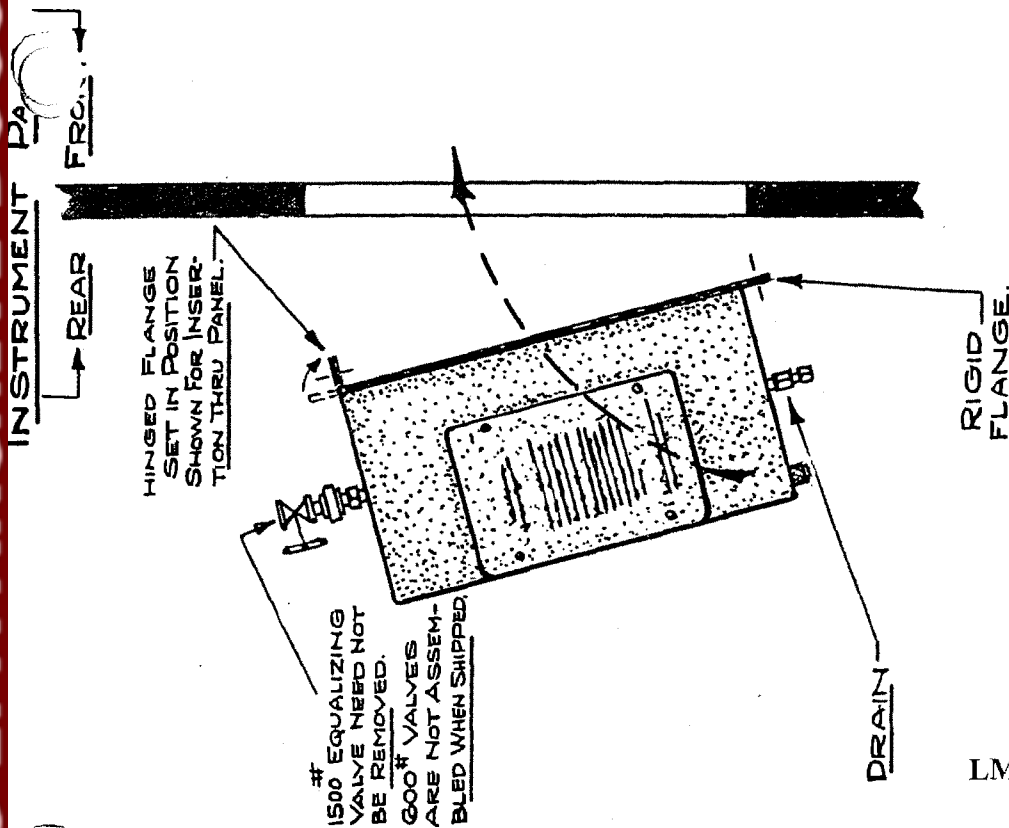 INSTRUMENT
REAR
HINGED FLANGE
SET IN POSITION
SHOWN FOR INSER-
TION THRU PANEL.
1500# EQUALIZING
VALVE NEED NOT
BE REMOVED.
600# VALVES
ARE NOT ASSEM-
BLED WHEN SHIPPED.
RIGID
FLANGE.
DRAIN
LM